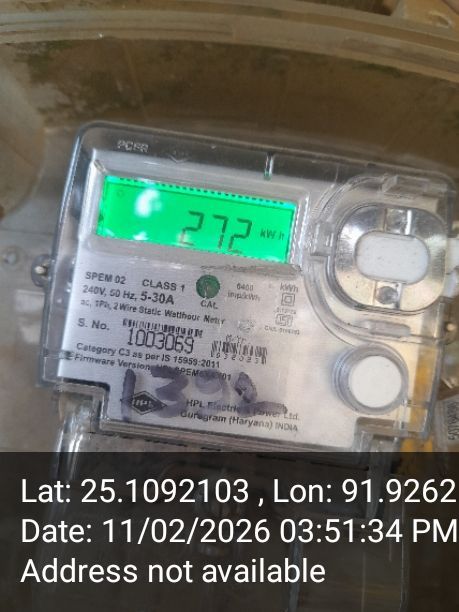 272 kWh
SPEM 02 CLASS 1
240V, 50 Hz, 5-30A
CAL
6400 imp/kWh
kWh
ac, 1Ph, 2Wire Static Watthour Meter
S. No.
1003069
Category C3 as per IS 15959:2011
Firmware Version:
HPL
HPL Electric & Power Ltd.
Gurugram (Haryana) INDIA
Lat: 25.1092103 , Lon: 91.9262
Date: 11/02/2026 03:51:34 PM
Address not available